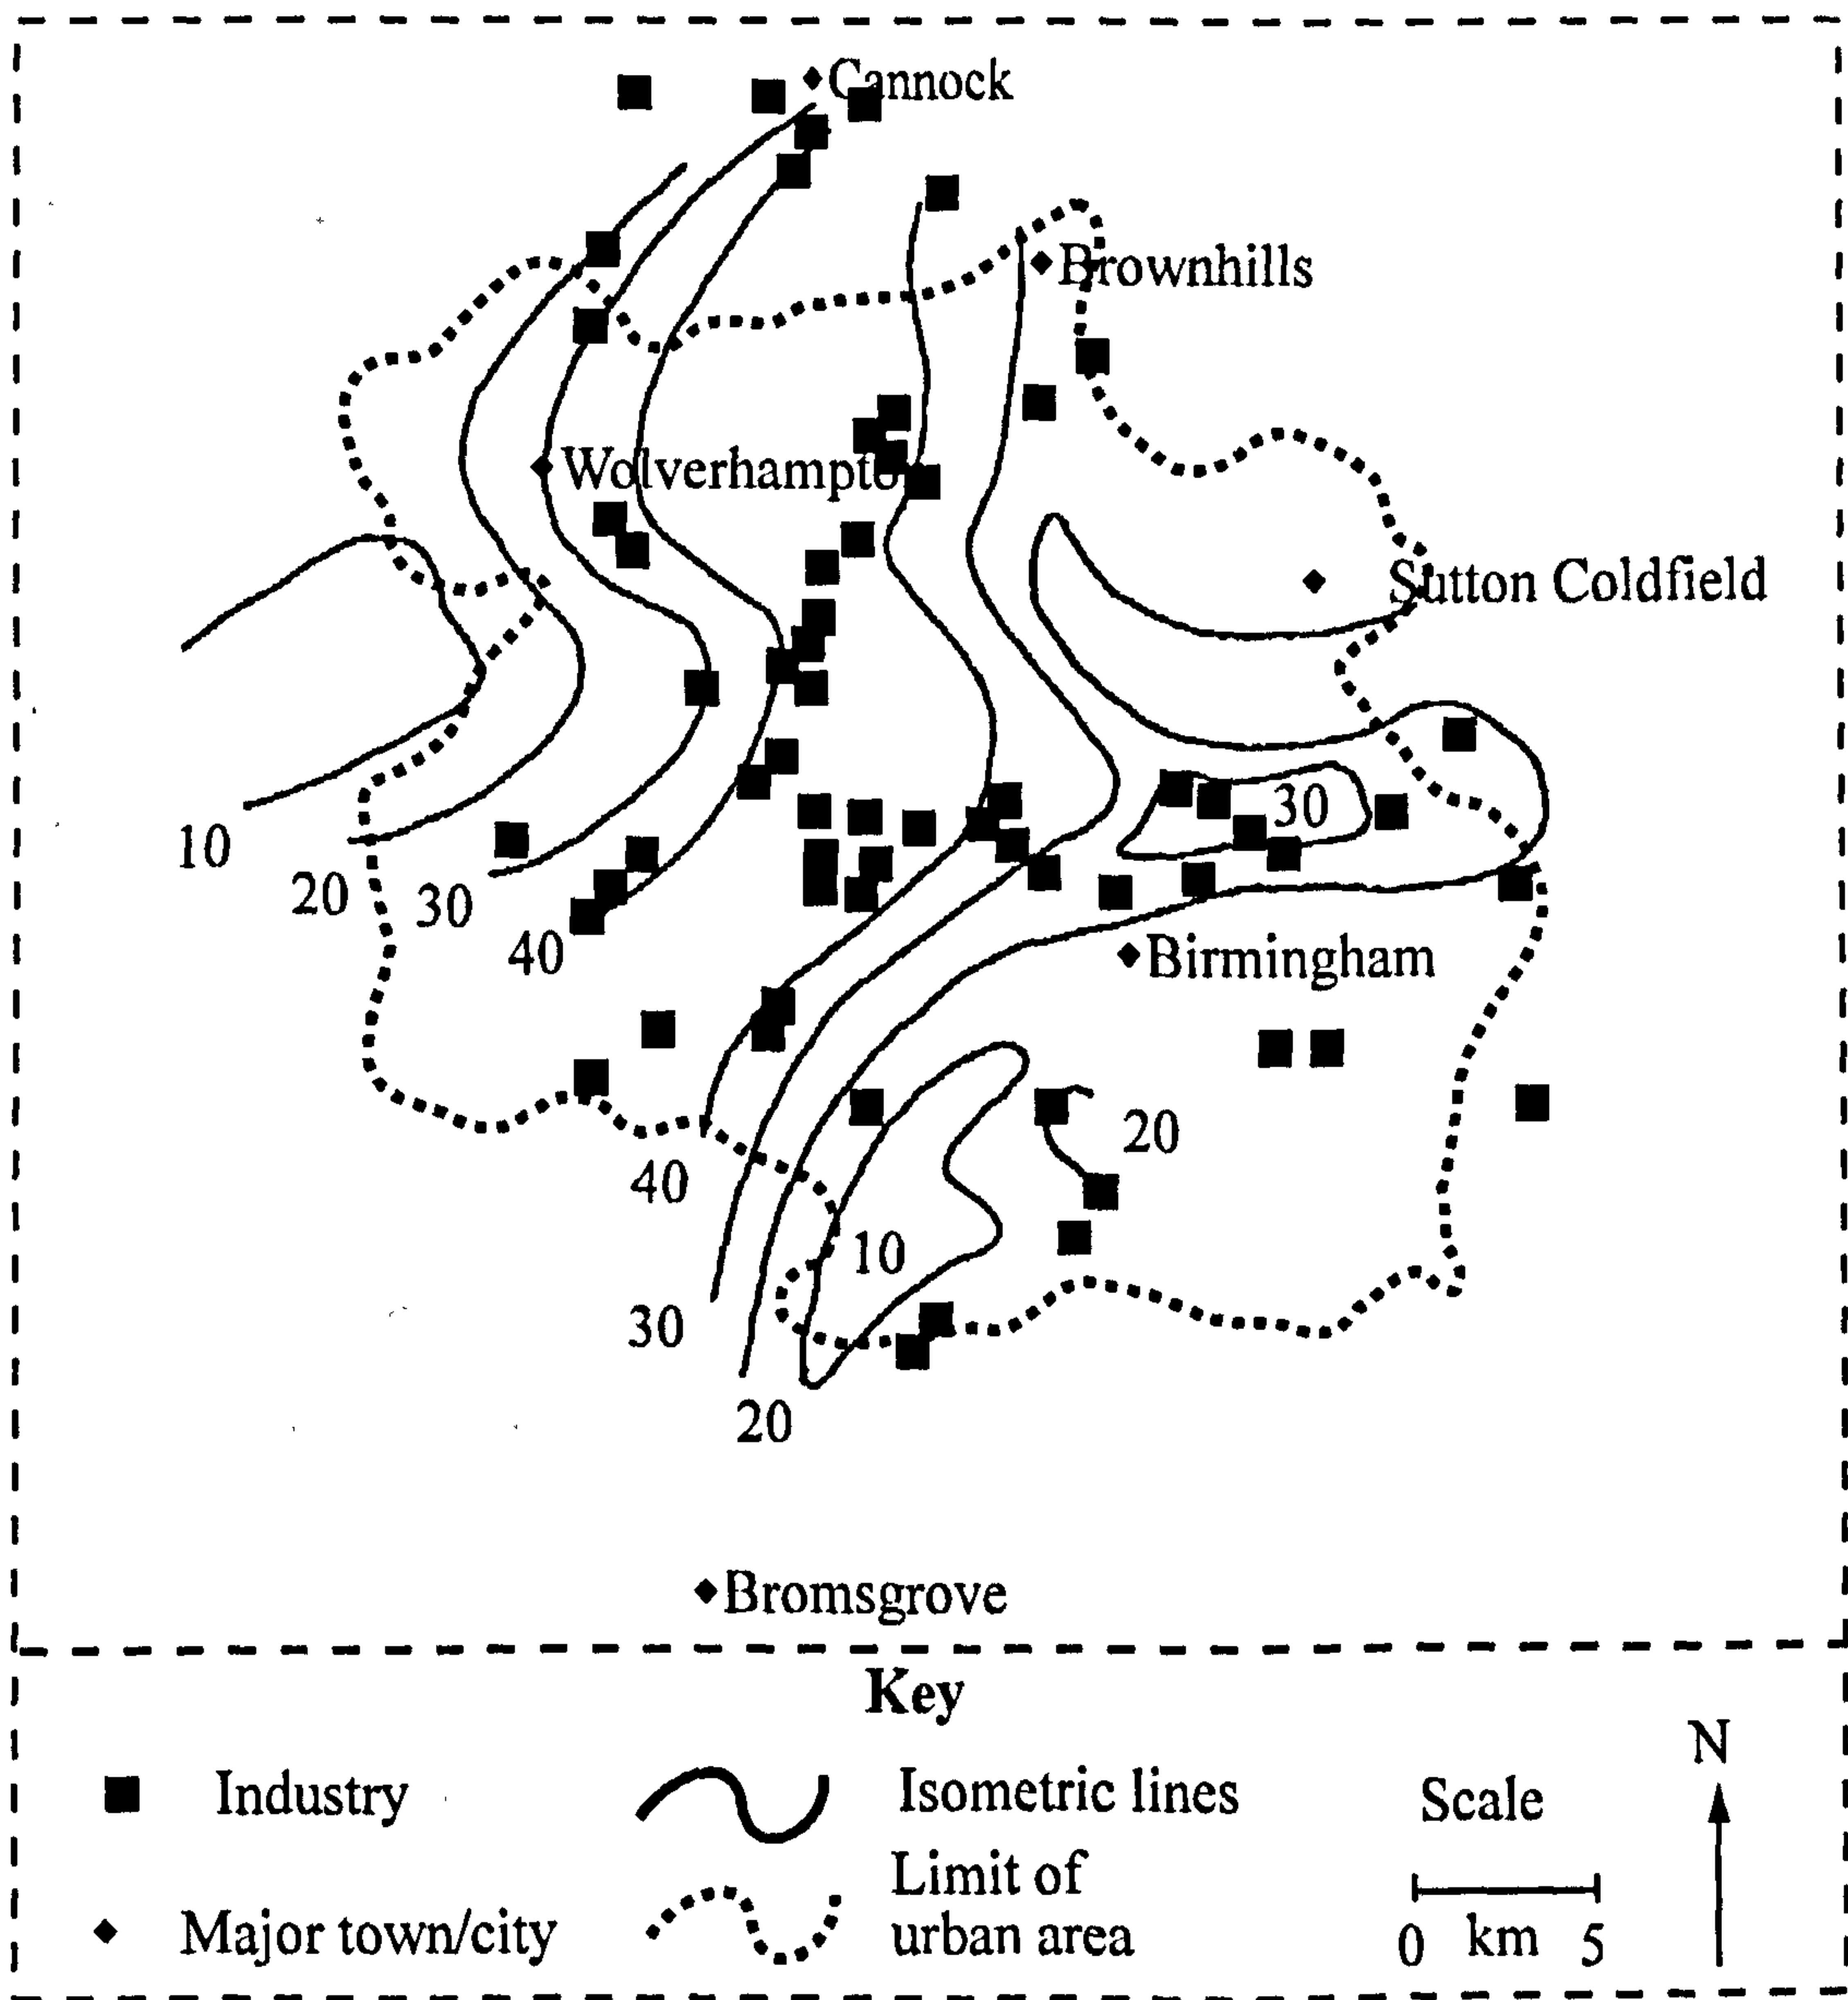 Cannock
Brownhills
Wolverhampto
Sutton Coldfield
30
10
20
30
40
Birmingham
20
40
10
30
20
Bromsgrove
Key
N
Industry
Isometric lines
Scale
Major town/city
Limit of
urban area
0 km 5